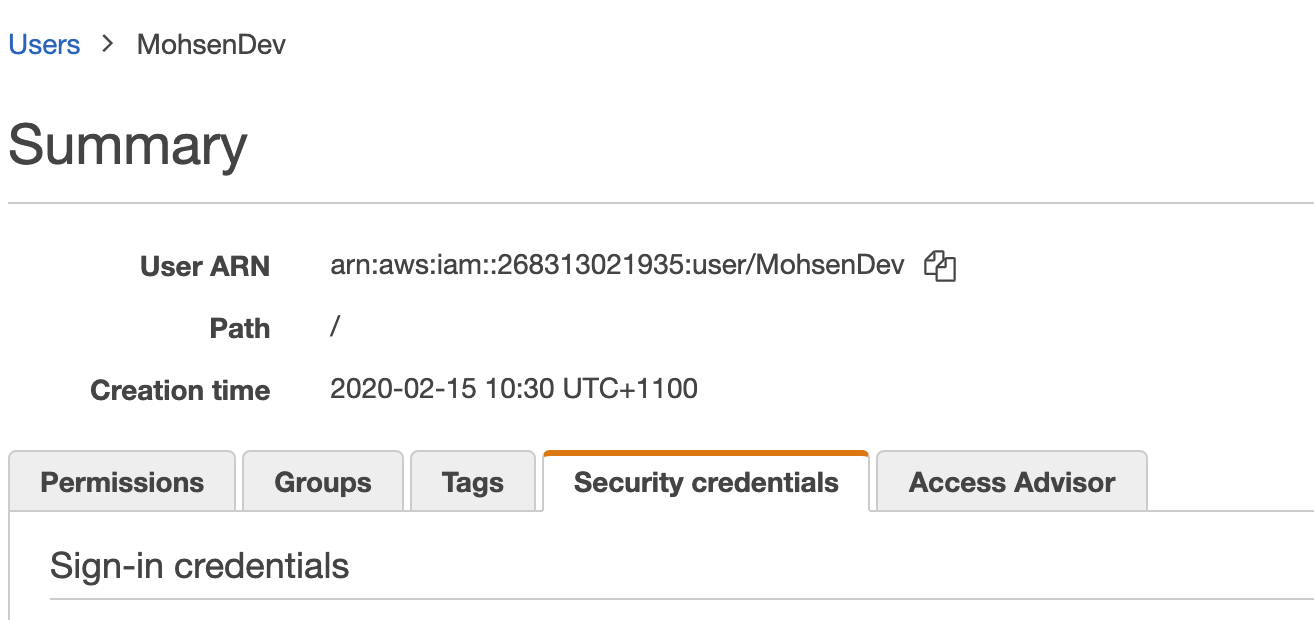 Users > MohsenDev
Summary
User ARN arn:aws:iam::268313021935:user/MohsenDev
Path /
Creation time 2020-02-15 10:30 UTC+1100
Permissions Groups Tags Security credentials Access Advisor
Sign-in credentials